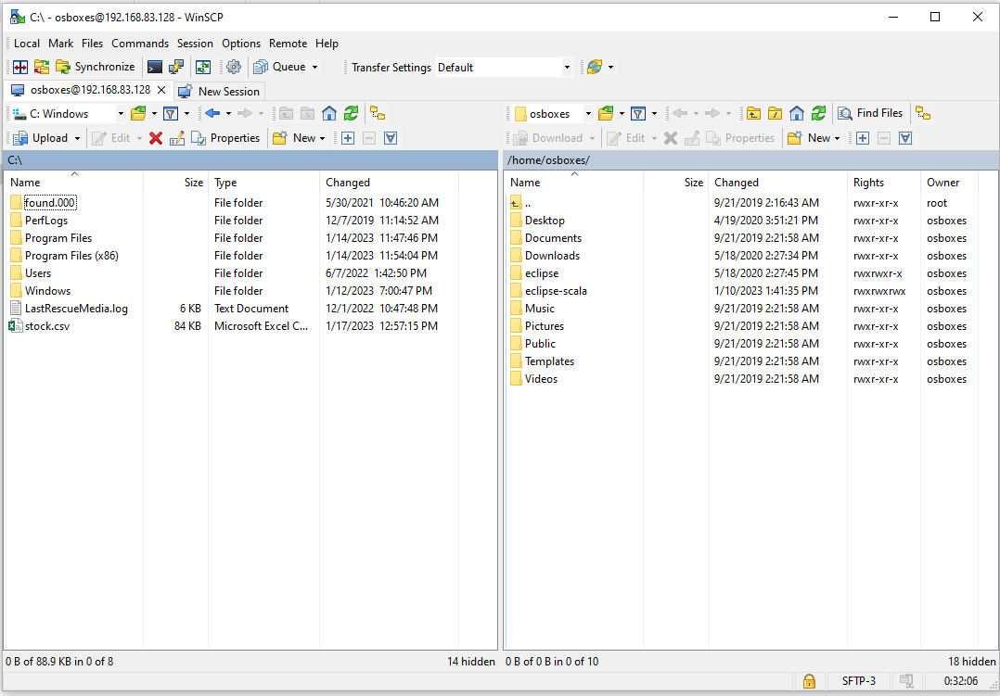 C:\ - osboxes@192.168.83.128 - WinSCP
Local Mark Files Commands Session Options Remote Help
Synchronize Queue Transfer Settings Default
osboxes@192.168.83.128 New Session
C: Windows osboxes Find Files
Upload Edit Properties New Download Edit Properties New
C:\ /home/osboxes/
Name Size Type Changed Name Size Changed Rights Owner
found.000 File folder 5/30/2021 10:46:20 AM .. 9/21/2019 2:16:43 AM rwxr-xr-x root
PerfLogs File folder 12/7/2019 11:14:52 AM Desktop 4/19/2020 3:51:21 PM rwxr-xr-x osboxes
Program Files File folder 1/14/2023 11:47:46 PM Documents 9/21/2019 2:21:58 AM rwxr-xr-x osboxes
Program Files (x86) File folder 1/14/2023 11:54:04 PM Downloads 5/18/2020 2:27:34 PM rwxr-xr-x osboxes
Users File folder 6/7/2022 1:42:50 PM eclipse 5/18/2020 2:27:45 PM rwxrwxr-x osboxes
Windows File folder 1/12/2023 7:00:47 PM eclipse-scala 1/10/2023 1:41:35 PM rwxrwxrwx osboxes
LastRescueMedia.log 6 KB Text Document 12/1/2022 10:47:48 PM Music 9/21/2019 2:21:58 AM rwxr-xr-x osboxes
stock.csv 84 KB Microsoft Excel C... 1/17/2023 12:57:15 PM Pictures 9/21/2019 2:21:58 AM rwxr-xr-x osboxes
Public 9/21/2019 2:21:58 AM rwxr-xr-x osboxes
Templates 9/21/2019 2:21:58 AM rwxr-xr-x osboxes
Videos 9/21/2019 2:21:58 AM rwxr-xr-x osboxes
0 B of 88.9 KB in 0 of 8 14 hidden 0 B of 0 B in 0 of 10 18 hidden
SFTP-3 0:32:06